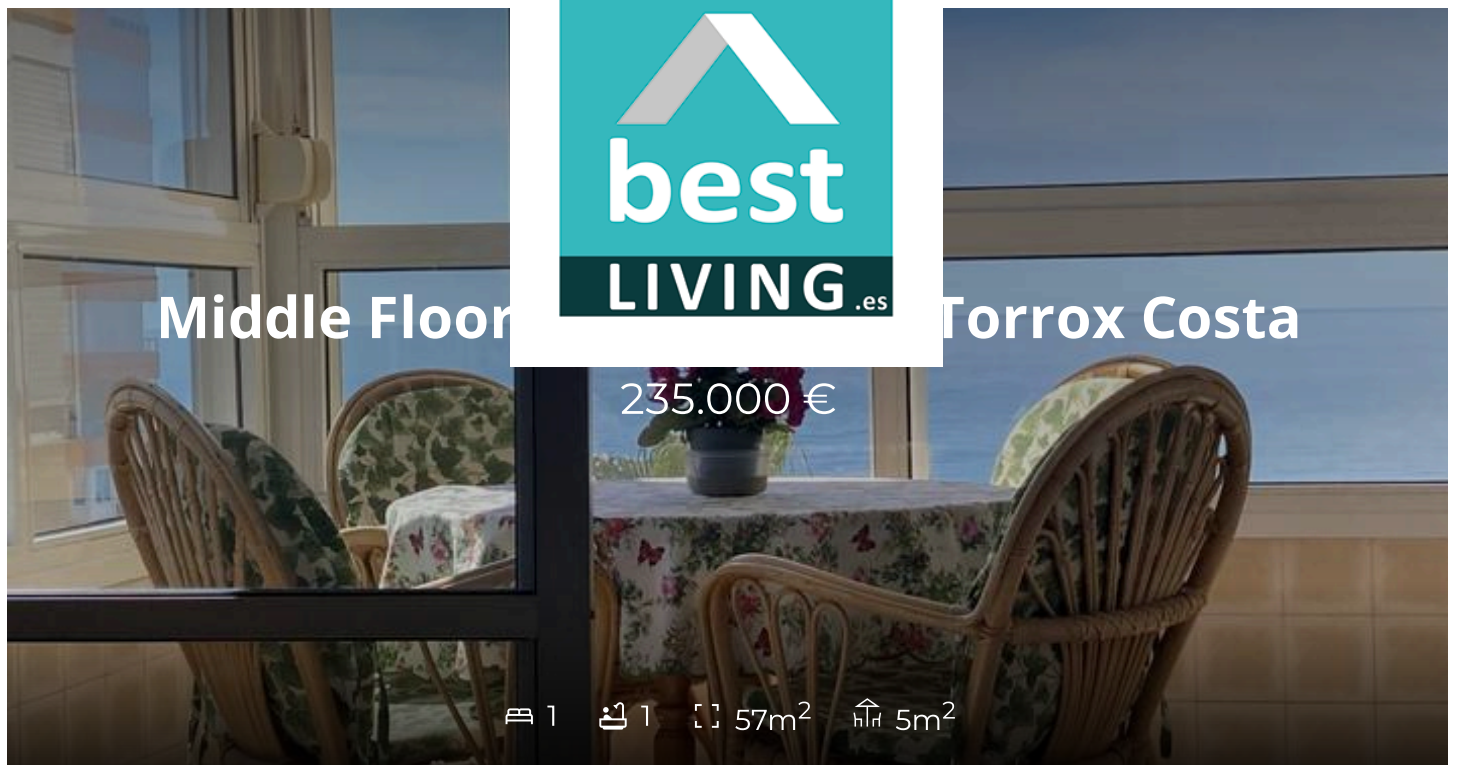 best
LIVING.es
Middle Floor Torrox Costa
235.000 €
1 1 57m² 5m²